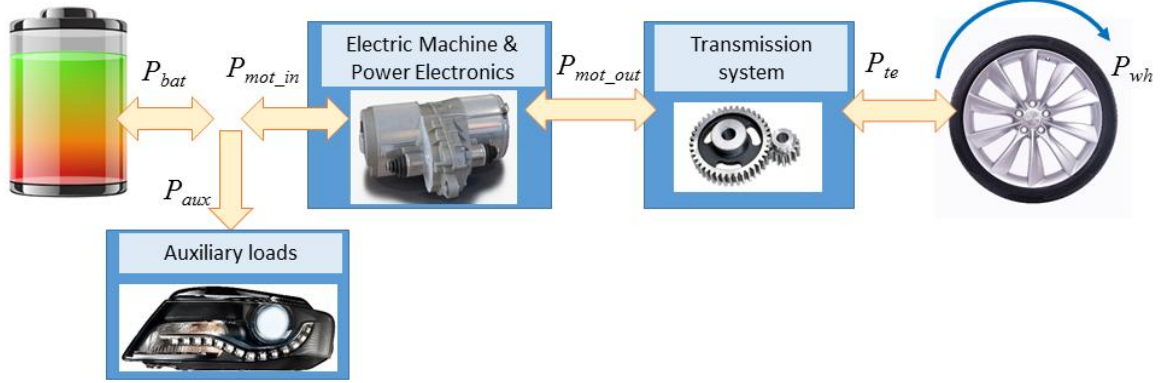 Electric Machine &
Power Electronics
Transmission
system
P_bat
P_mot_in
P_mot_out
P_te
P_wh
P_aux
Auxiliary loads